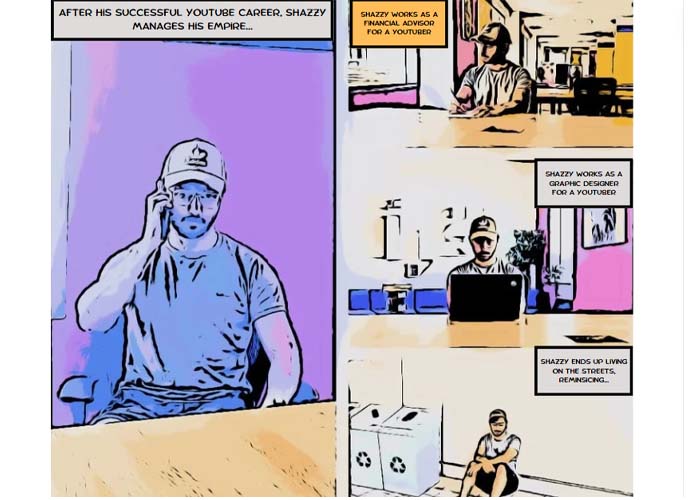 AFTER HIS SUCCESSFUL YOUTUBE CAREER, SHAZZY
MANAGES HIS EMPIRE...
SHAZZY WORKS AS A
FINANCIAL ADVISOR
FOR A YOUTUBER
SHAZZY WORKS AS A
GRAPHIC DESIGNER
FOR A YOUTUBER
SHAZZY ENDS UP LIVING
ON THE STREETS,
REMINSICING...